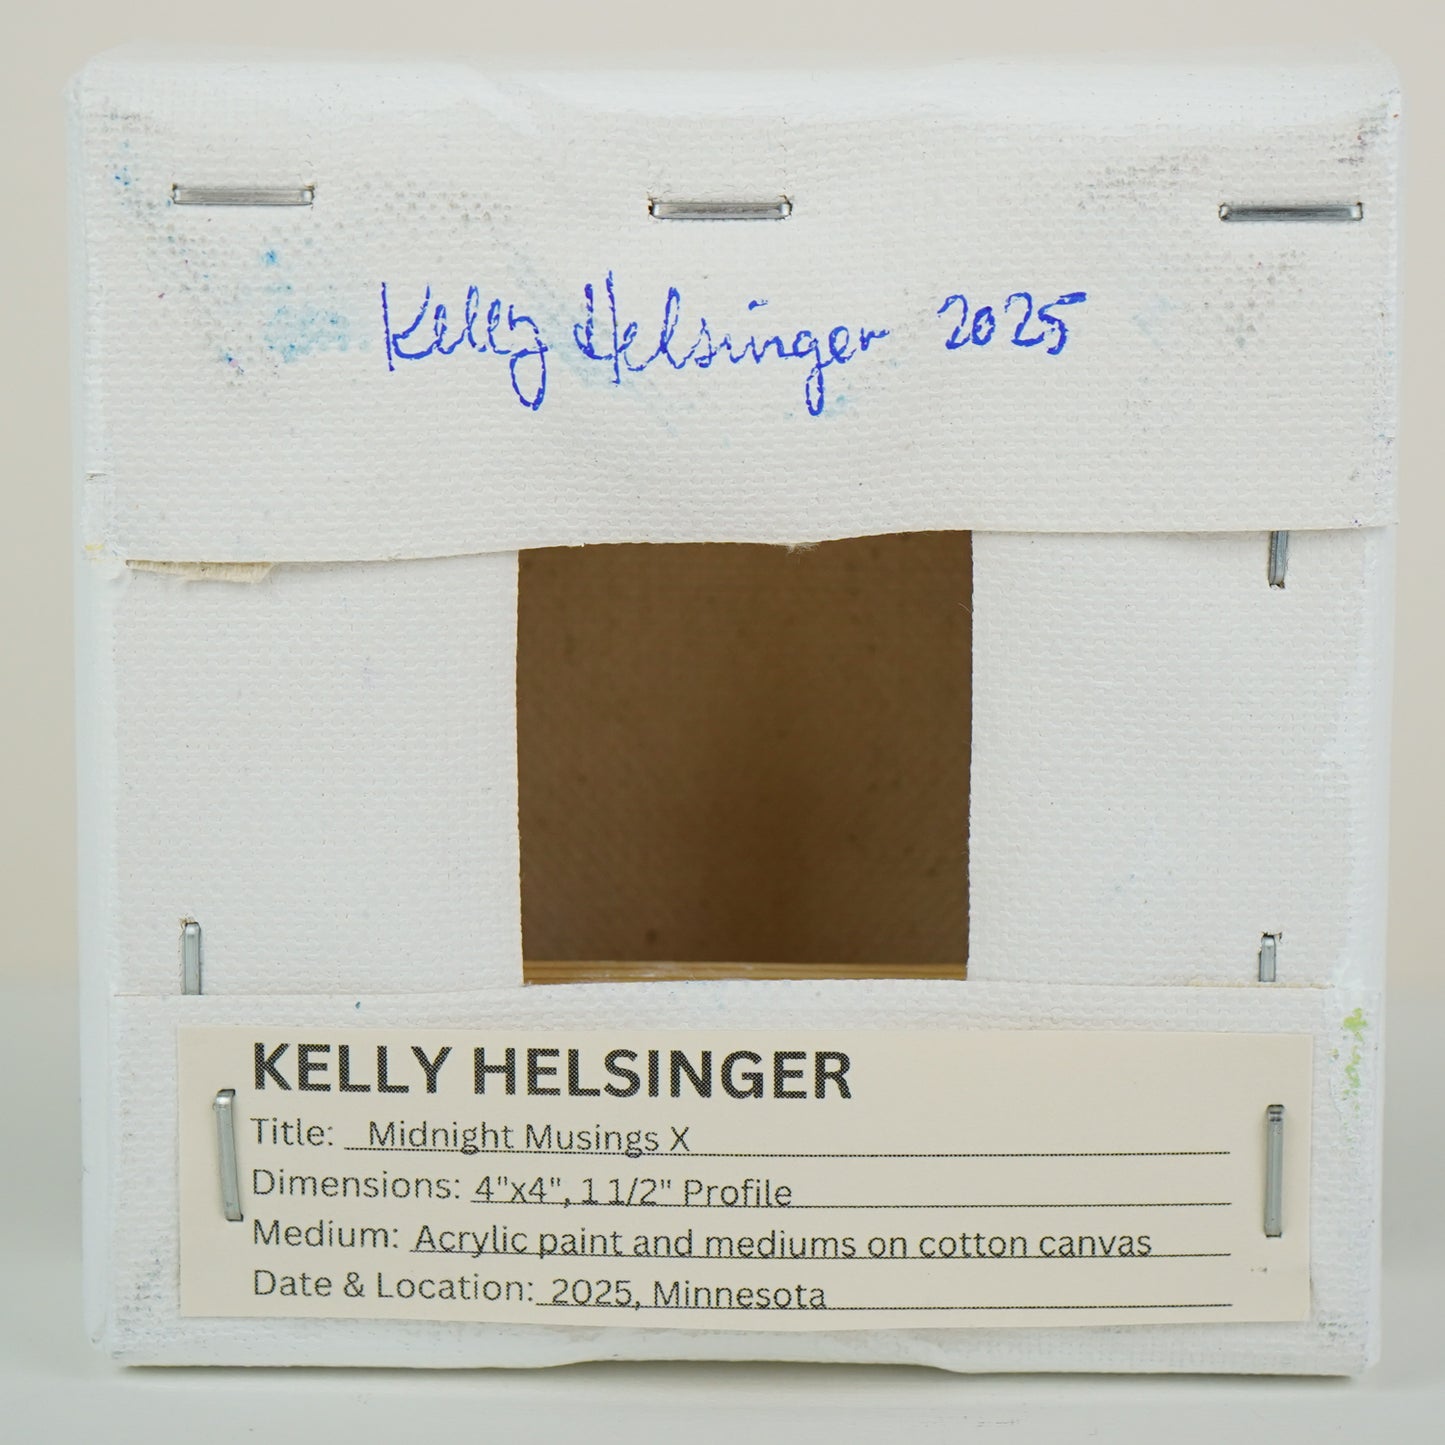 Kelly Helsinger 2025
KELLY HELSINGER
Title: Midnight Musings X
Dimensions: 4"x4", 1 1/2" Profile
Medium: Acrylic paint and mediums on cotton canvas
Date & Location: 2025, Minnesota